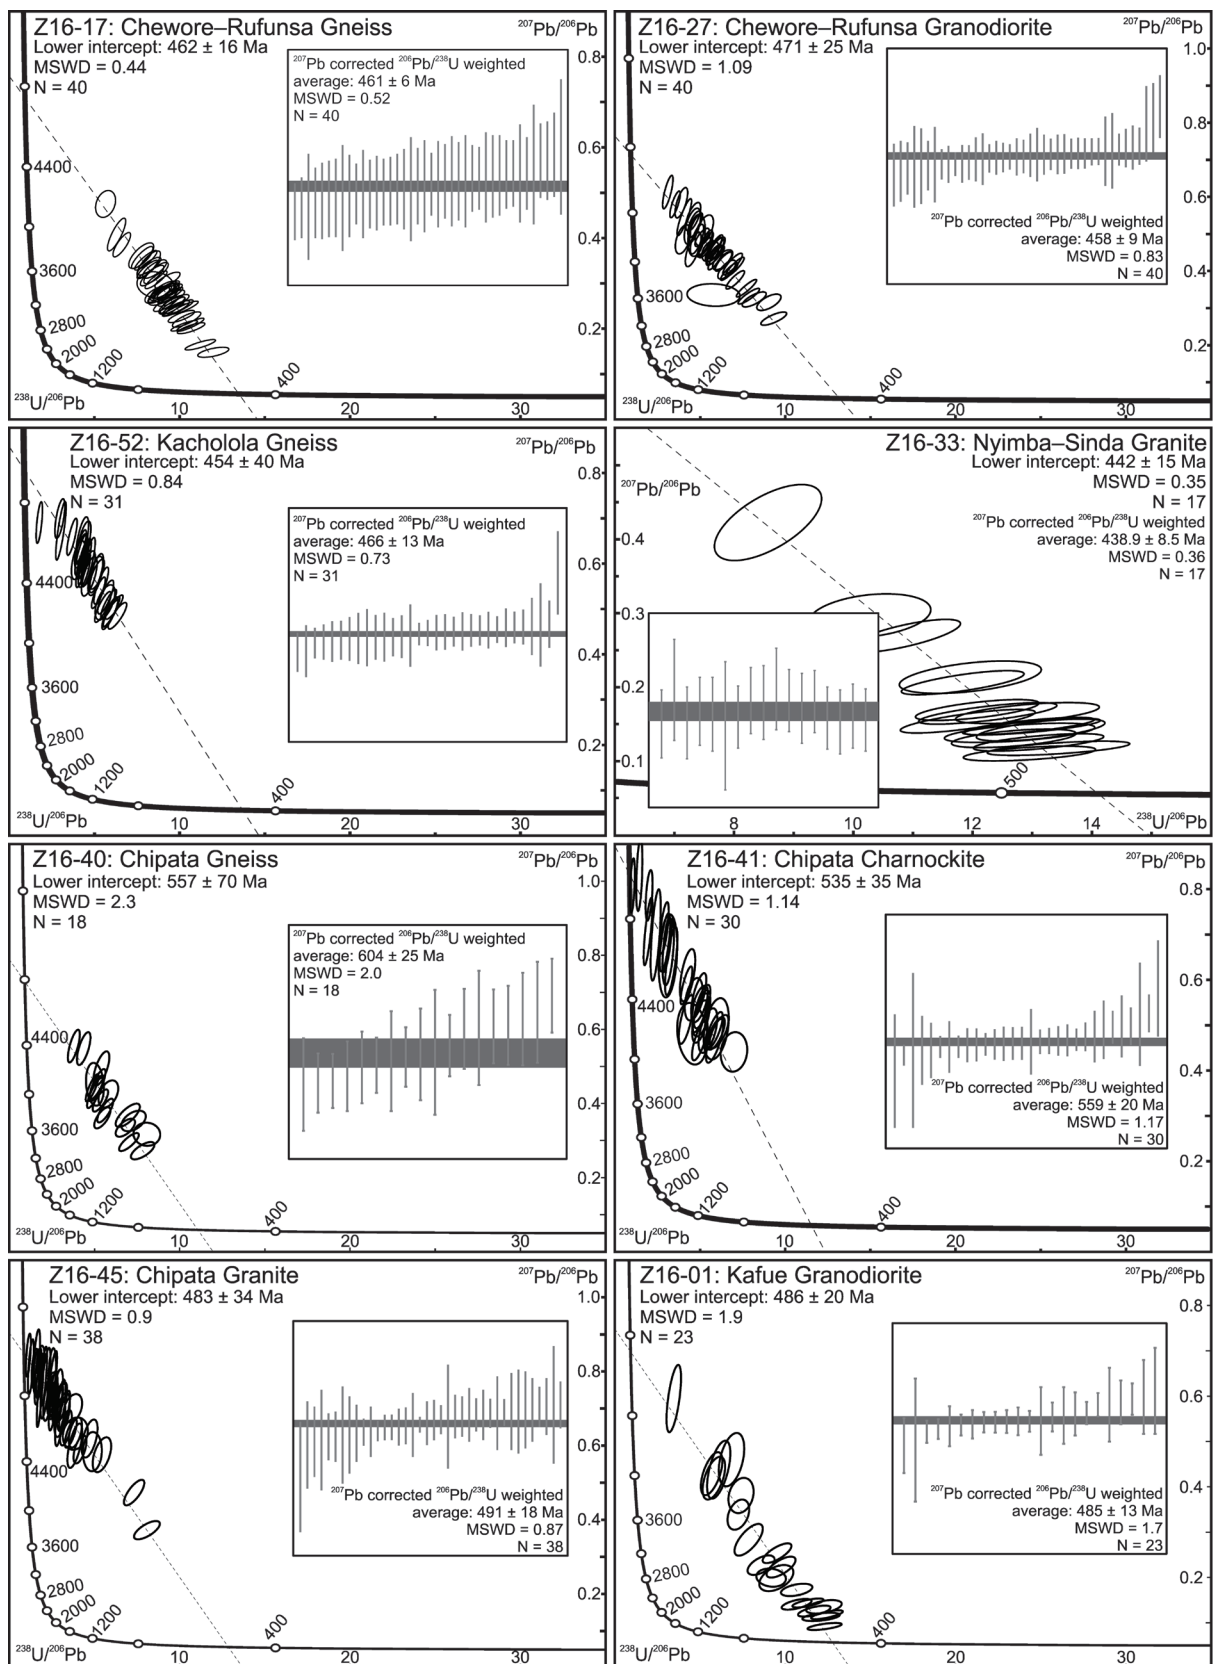 Z16-17: Chewore–Rufunsa Gneiss
Lower intercept: 462 ± 16 Ma
MSWD = 0.44
N = 40
²⁰⁷Pb/²⁰⁶Pb
²⁰⁷Pb corrected ²⁰⁶Pb/²³⁸U weighted
average: 461 ± 6 Ma
MSWD = 0.52
N = 40
0.8
0.6
0.4
0.2
4400
3600
2800
2000
1200
400
²³⁸U/²⁰⁶Pb
10
20
30
Z16-27: Chewore–Rufunsa Granodiorite
Lower intercept: 471 ± 25 Ma
MSWD = 1.09
N = 40
²⁰⁷Pb/²⁰⁶Pb
²⁰⁷Pb corrected ²⁰⁶Pb/²³⁸U weighted
average: 458 ± 9 Ma
MSWD = 0.83
N = 40
1.0
0.8
0.6
0.4
0.2
3600
2800
2000
1200
400
²³⁸U/²⁰⁶Pb
10
20
30
Z16-52: Kacholola Gneiss
Lower intercept: 454 ± 40 Ma
MSWD = 0.84
N = 31
²⁰⁷Pb/²⁰⁶Pb
²⁰⁷Pb corrected ²⁰⁶Pb/²³⁸U weighted
average: 466 ± 13 Ma
MSWD = 0.73
N = 31
0.8
0.6
0.4
0.2
4400
3600
2800
2000
1200
400
²³⁸U/²⁰⁶Pb
10
20
30
Z16-33: Nyimba–Sinda Granite
Lower intercept: 442 ± 15 Ma
MSWD = 0.35
N = 17
²⁰⁷Pb corrected ²⁰⁶Pb/²³⁸U weighted
average: 438.9 ± 8.5 Ma
MSWD = 0.36
N = 17
²⁰⁷Pb/²⁰⁶Pb
0.4
0.3
0.2
0.1
500
8
10
12
14
²³⁸U/²⁰⁶Pb
Z16-40: Chipata Gneiss
Lower intercept: 557 ± 70 Ma
MSWD = 2.3
N = 18
²⁰⁷Pb/²⁰⁶Pb
²⁰⁷Pb corrected ²⁰⁶Pb/²³⁸U weighted
average: 604 ± 25 Ma
MSWD = 2.0
N = 18
1.0
0.8
0.6
0.4
0.2
4400
3600
2800
2000
1200
400
²³⁸U/²⁰⁶Pb
10
20
30
Z16-41: Chipata Charnockite
Lower intercept: 535 ± 35 Ma
MSWD = 1.14
N = 30
²⁰⁷Pb/²⁰⁶Pb
²⁰⁷Pb corrected ²⁰⁶Pb/²³⁸U weighted
average: 559 ± 20 Ma
MSWD = 1.17
N = 30
0.8
0.6
0.4
0.2
4400
3600
2800
2000
1200
400
²³⁸U/²⁰⁶Pb
10
20
30
Z16-45: Chipata Granite
Lower intercept: 483 ± 34 Ma
MSWD = 0.9
N = 38
²⁰⁷Pb/²⁰⁶Pb
²⁰⁷Pb corrected ²⁰⁶Pb/²³⁸U weighted
average: 491 ± 18 Ma
MSWD = 0.87
N = 38
1.0
0.8
0.6
0.4
0.2
4400
3600
2800
2000
1200
400
²³⁸U/²⁰⁶Pb
10
20
30
Z16-01: Kafue Granodiorite
Lower intercept: 486 ± 20 Ma
MSWD = 1.9
N = 23
²⁰⁷Pb/²⁰⁶Pb
²⁰⁷Pb corrected ²⁰⁶Pb/²³⁸U weighted
average: 485 ± 13 Ma
MSWD = 1.7
N = 23
0.8
0.6
0.4
0.2
3600
2800
2000
1200
400
²³⁸U/²⁰⁶Pb
10
20
30